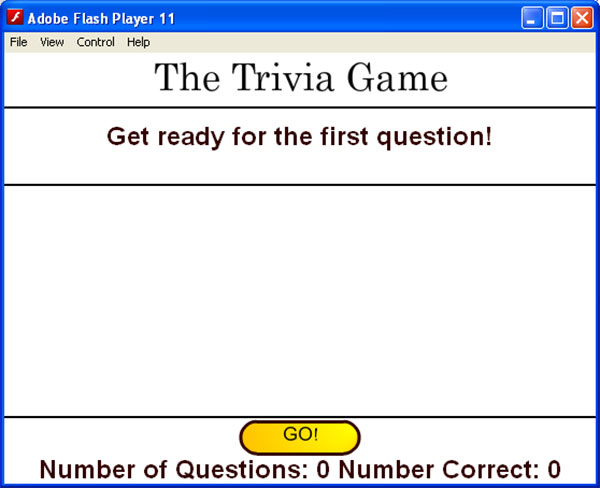 Adobe Flash Player 11
File View Control Help
The Trivia Game
Get ready for the first question!
GO!
Number of Questions: 0 Number Correct: 0